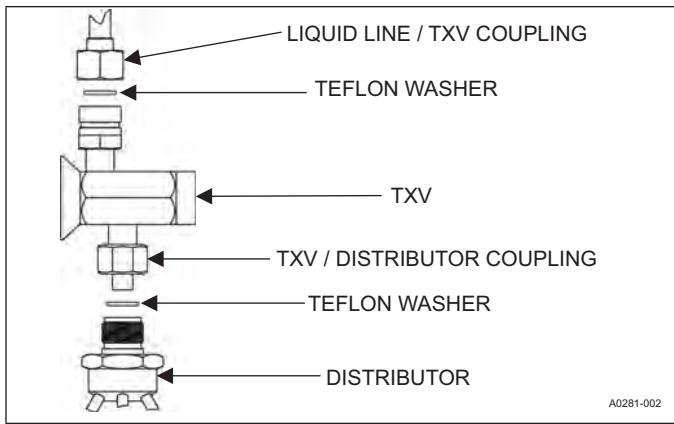 LIQUID LINE / TXV COUPLING
TEFLON WASHER
TXV
TXV / DISTRIBUTOR COUPLING
TEFLON WASHER
DISTRIBUTOR
A0281-002